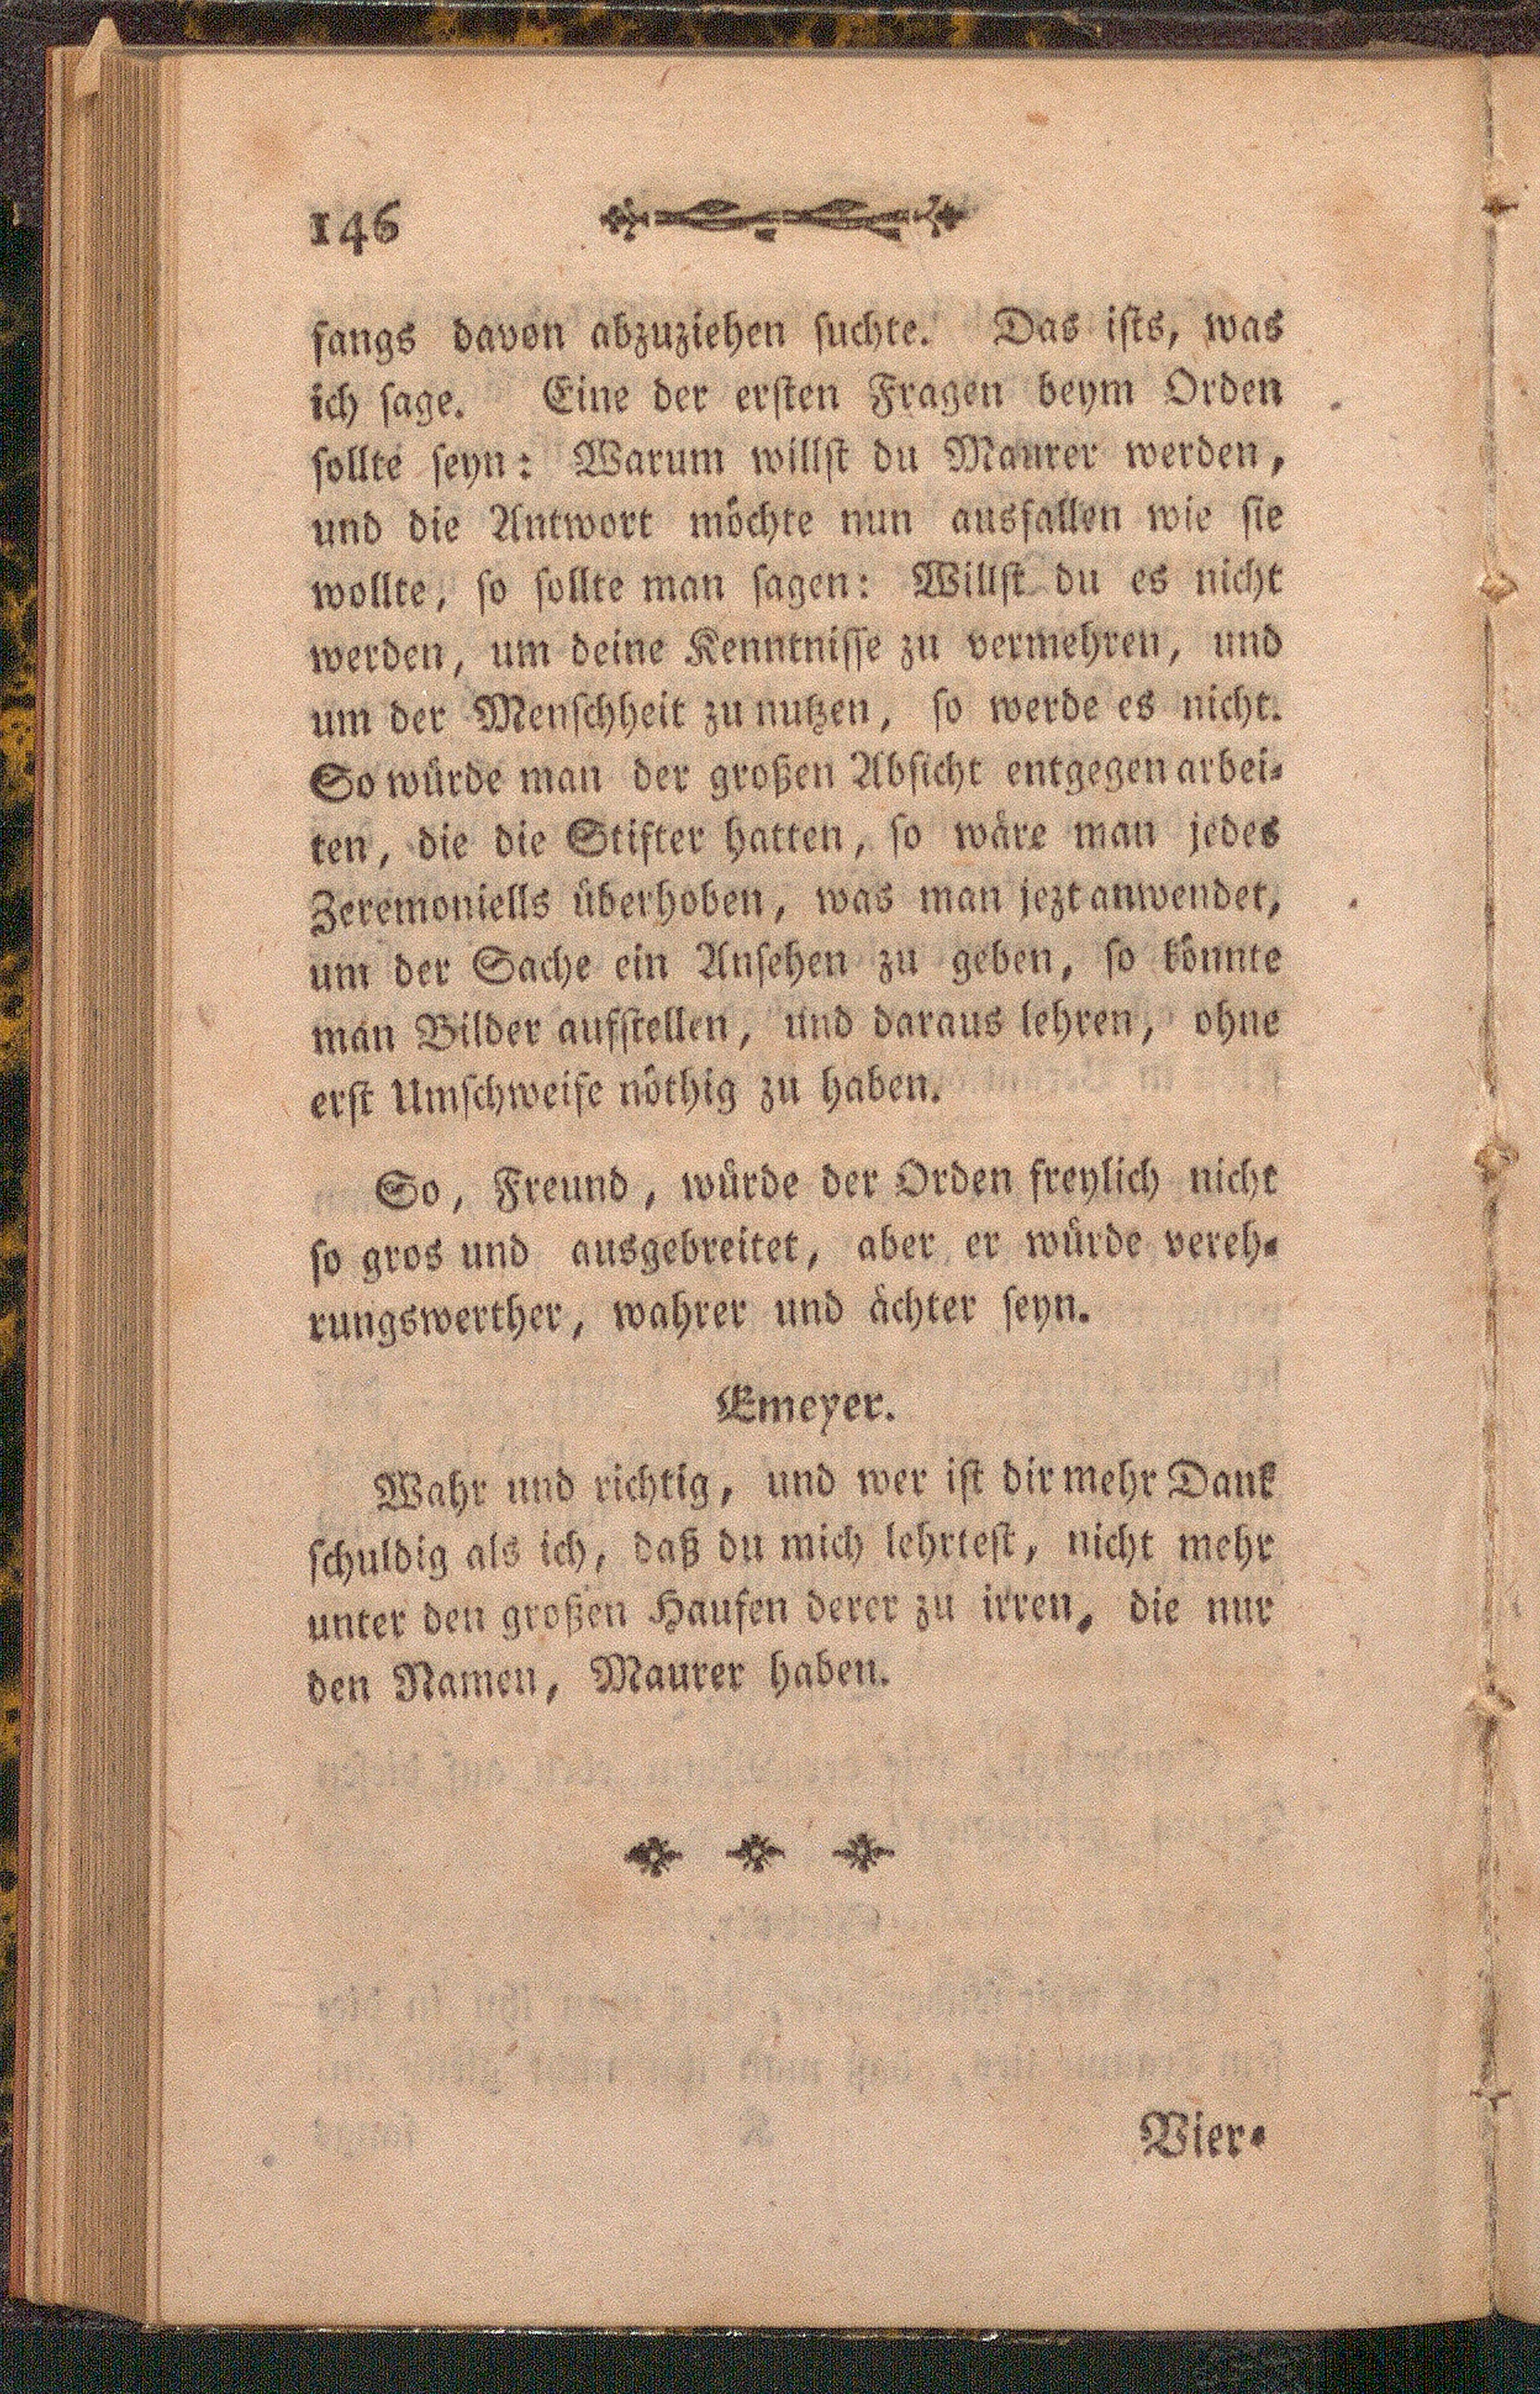 146
fangs davon abzuziehen suchte. Das ists, was
ich sage. Eine der ersten Fragen beym Orden
sollte seyn: Warum willst du Maurer werden,
und die Antwort möchte nun ausfallen wie sie
wollte, so sollte man sagen: Willst du es nicht
werden, um deine Kenntnisse zu vermehren, und
um der Menschheit zu nutzen, so werde es nicht.
So würde man der großen Absicht entgegen arbei-
ten, die die Stifter hatten, so wäre man jedes
Zeremoniells überhoben, was man jezt anwendet,
um der Sache ein Ansehen zu geben, so könnte
man Bilder aufstellen, und daraus lehren, ohne
erst Umschweife nöthig zu haben.
So, Freund, würde der Orden freylich nicht
so gros und ausgebreitet, aber er würde vereh-
rungswerther, wahrer und ächter seyn.
Emeyer.
Wahr und richtig, und wer ist dir mehr Dank
schuldig als ich, daß du mich lehrtest, nicht mehr
unter den großen Haufen derer zu irren, die nur
den Namen, Maurer haben.
Vier-